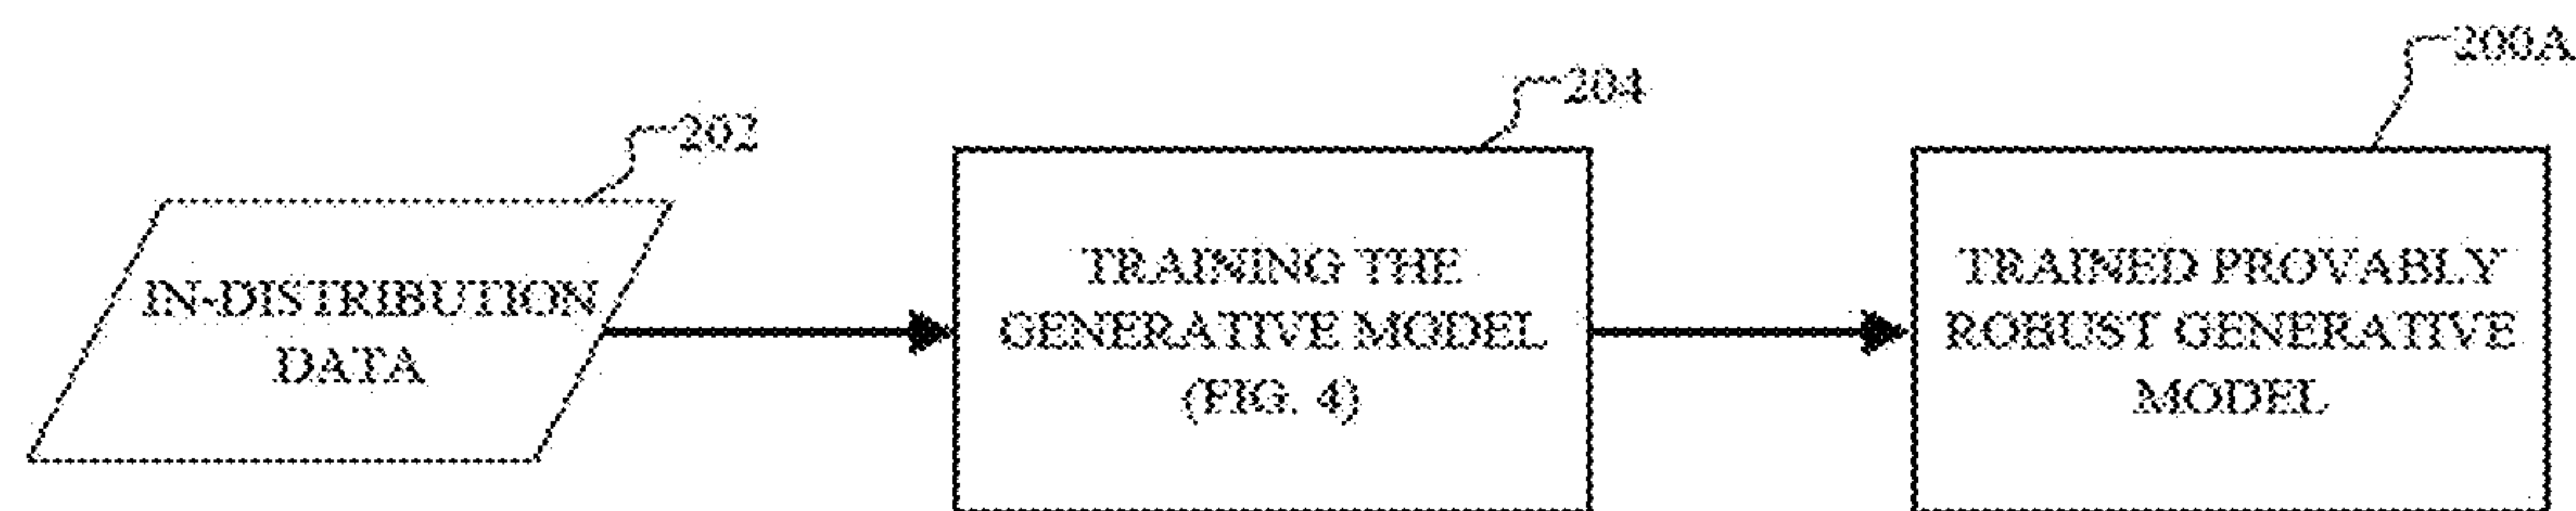 202
IN-DISTRIBUTION
DATA
204
TRAINING THE
GENERATIVE MODEL
(FIG. 4)
200A
TRAINED PROVABLY
ROBUST GENERATIVE
MODEL